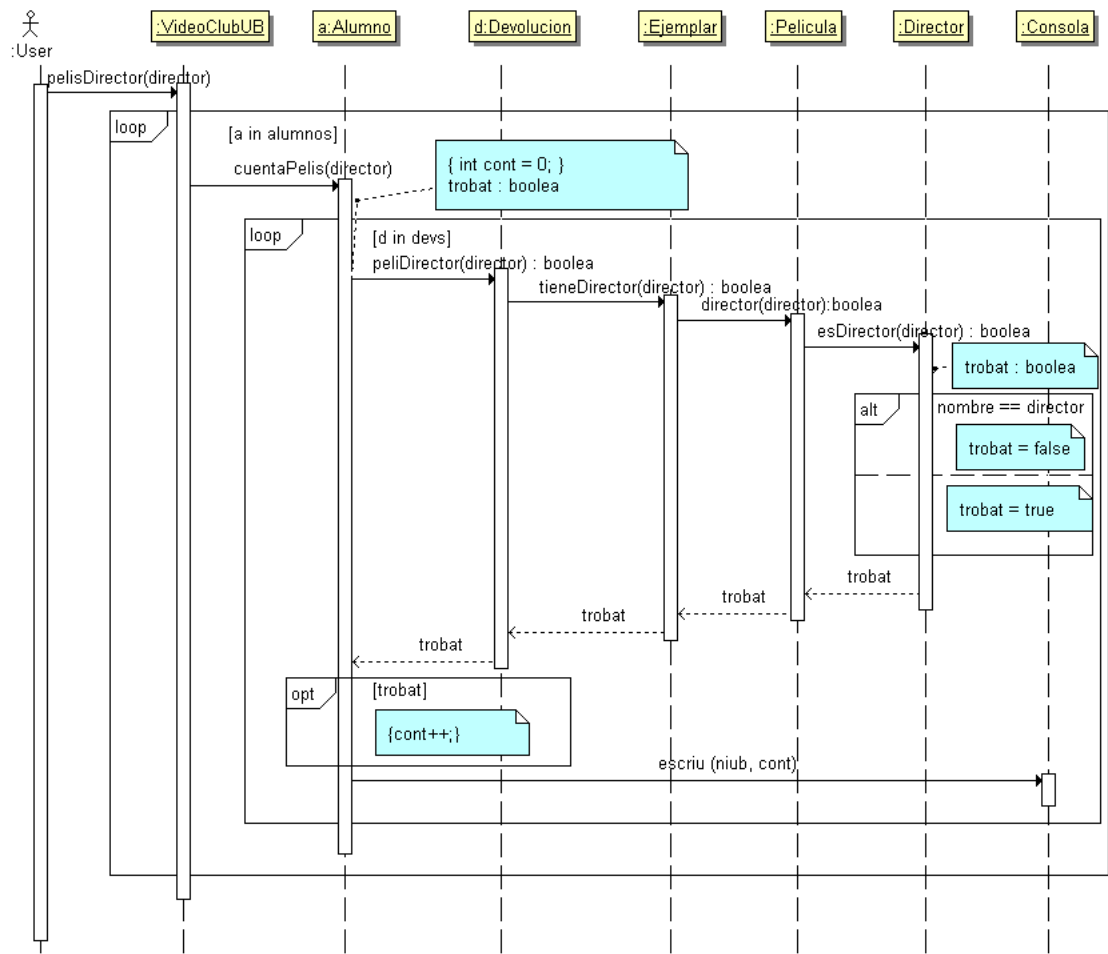 :User
:VideoClubUB
a:Alumno
d:Devolucion
:Ejemplar
:Pelicula
:Director
:Consola
pelisDirector(director)
loop
[a in alumnos]
cuentaPelis(director)
{ int cont = 0; }
trobat : boolea
loop
[d in devs]
peliDirector(director) : boolea
tieneDirector(director) : boolea
director(director):boolea
esDirector(director) : boolea
trobat : boolea
alt
nombre == director
trobat = false
trobat = true
trobat
trobat
trobat
trobat
opt
[trobat]
{cont++;}
escriu (niub, cont)